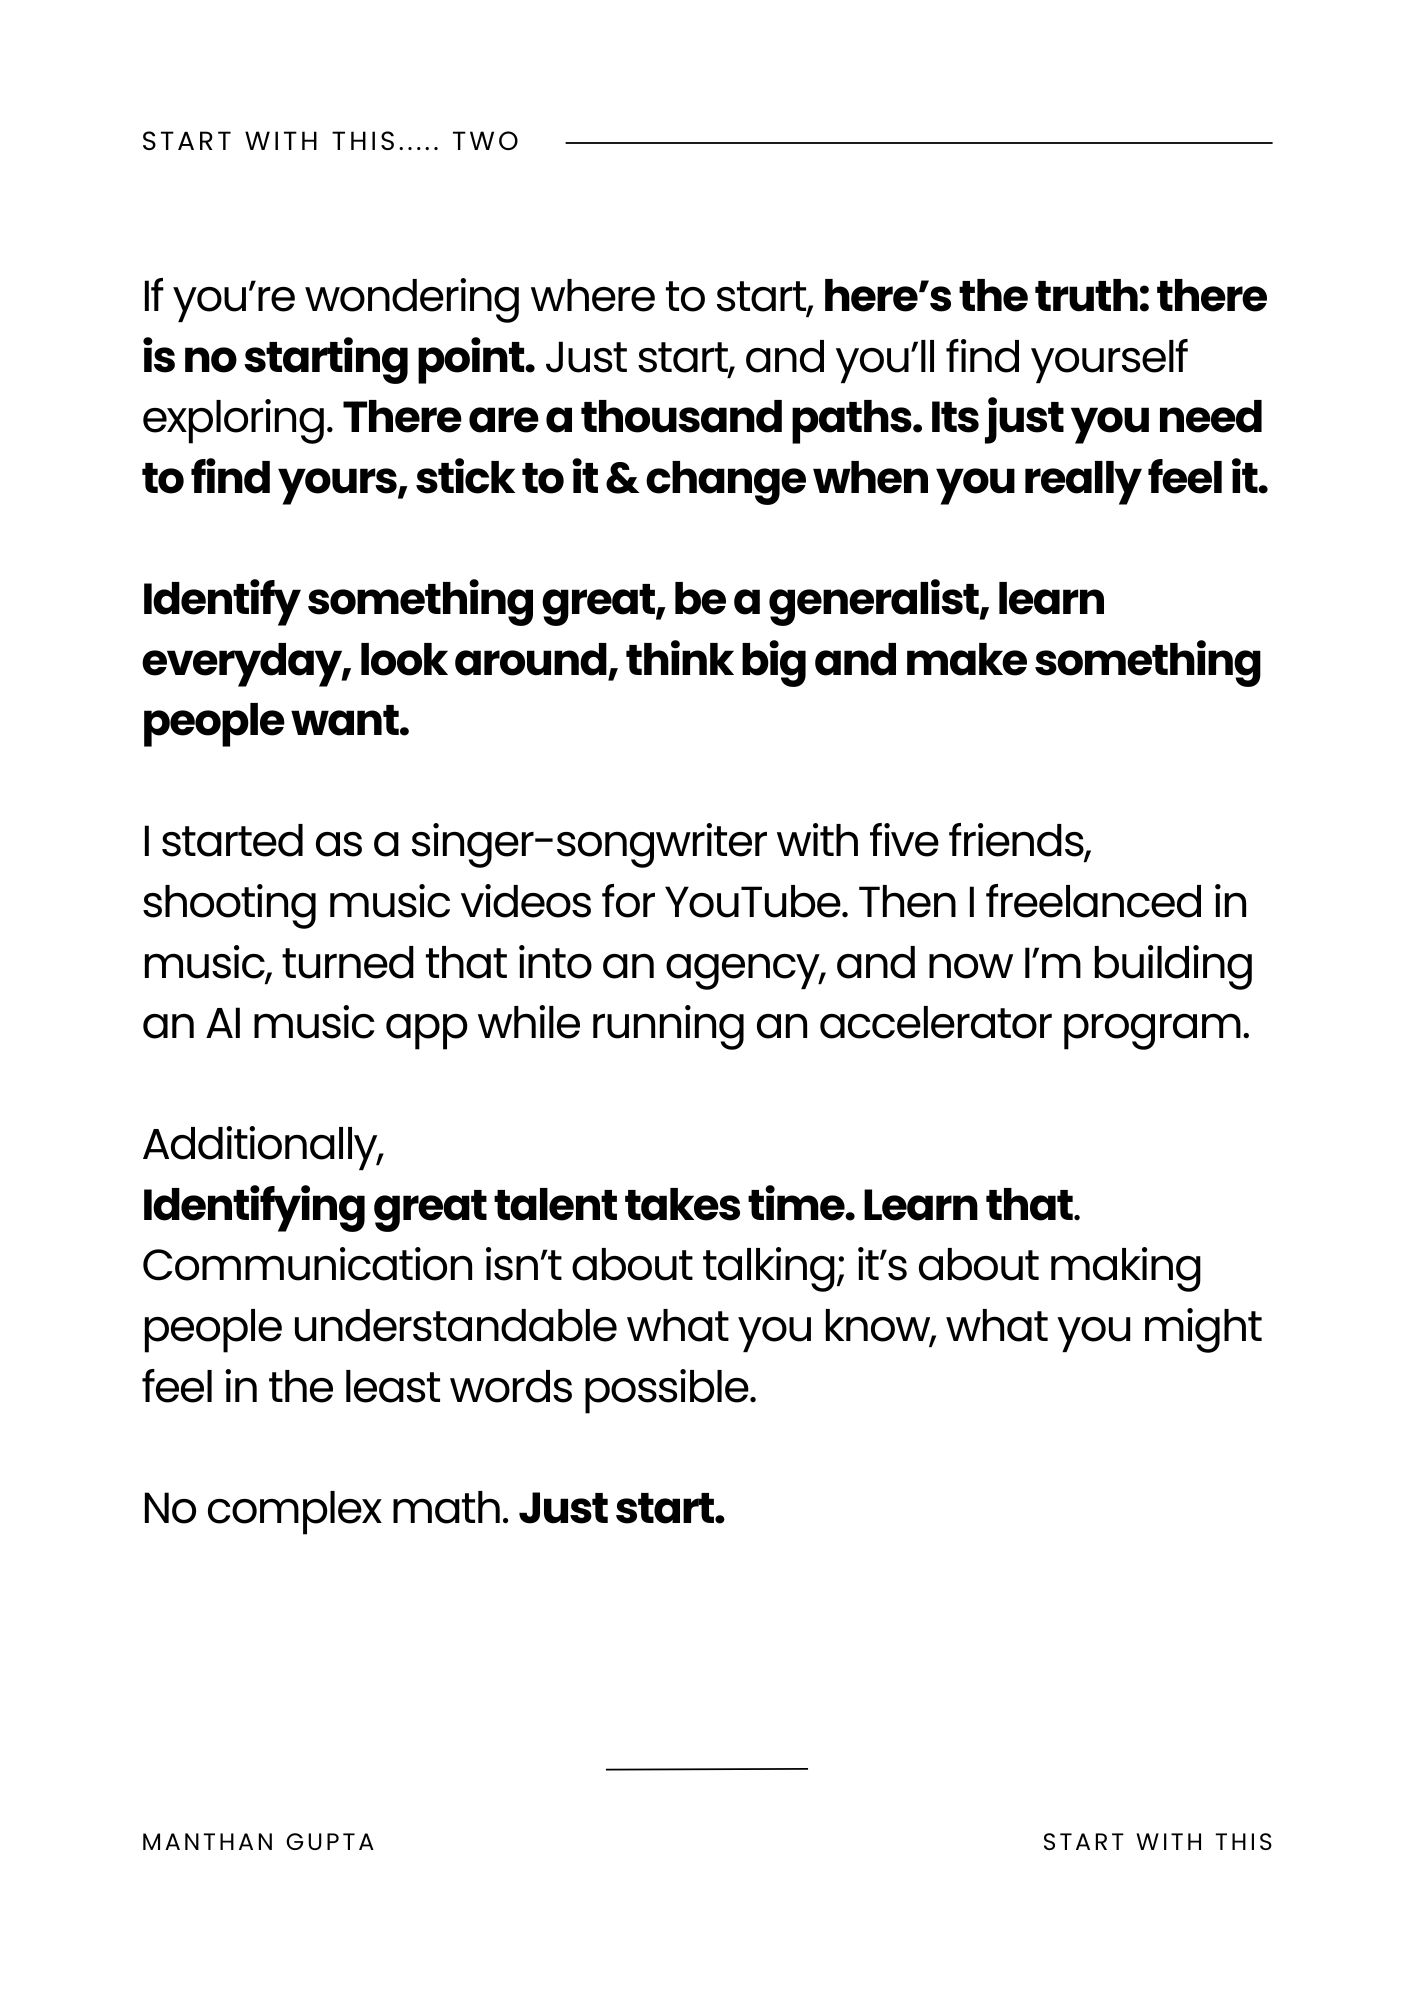 START WITH THIS..... TWO
If you’re wondering where to start, here’s the truth: there
is no starting point. Just start, and you’ll find yourself
exploring. There are a thousand paths. Its just you need
to find yours, stick to it & change when you really feel it.
Identify something great, be a generalist, learn
everyday, look around, think big and make something
people want.
I started as a singer-songwriter with five friends,
shooting music videos for YouTube. Then I freelanced in
music, turned that into an agency, and now I’m building
an AI music app while running an accelerator program.
Additionally,
Identifying great talent takes time. Learn that.
Communication isn’t about talking; it’s about making
people understandable what you know, what you might
feel in the least words possible.
No complex math. Just start.
MANTHAN GUPTA
START WITH THIS